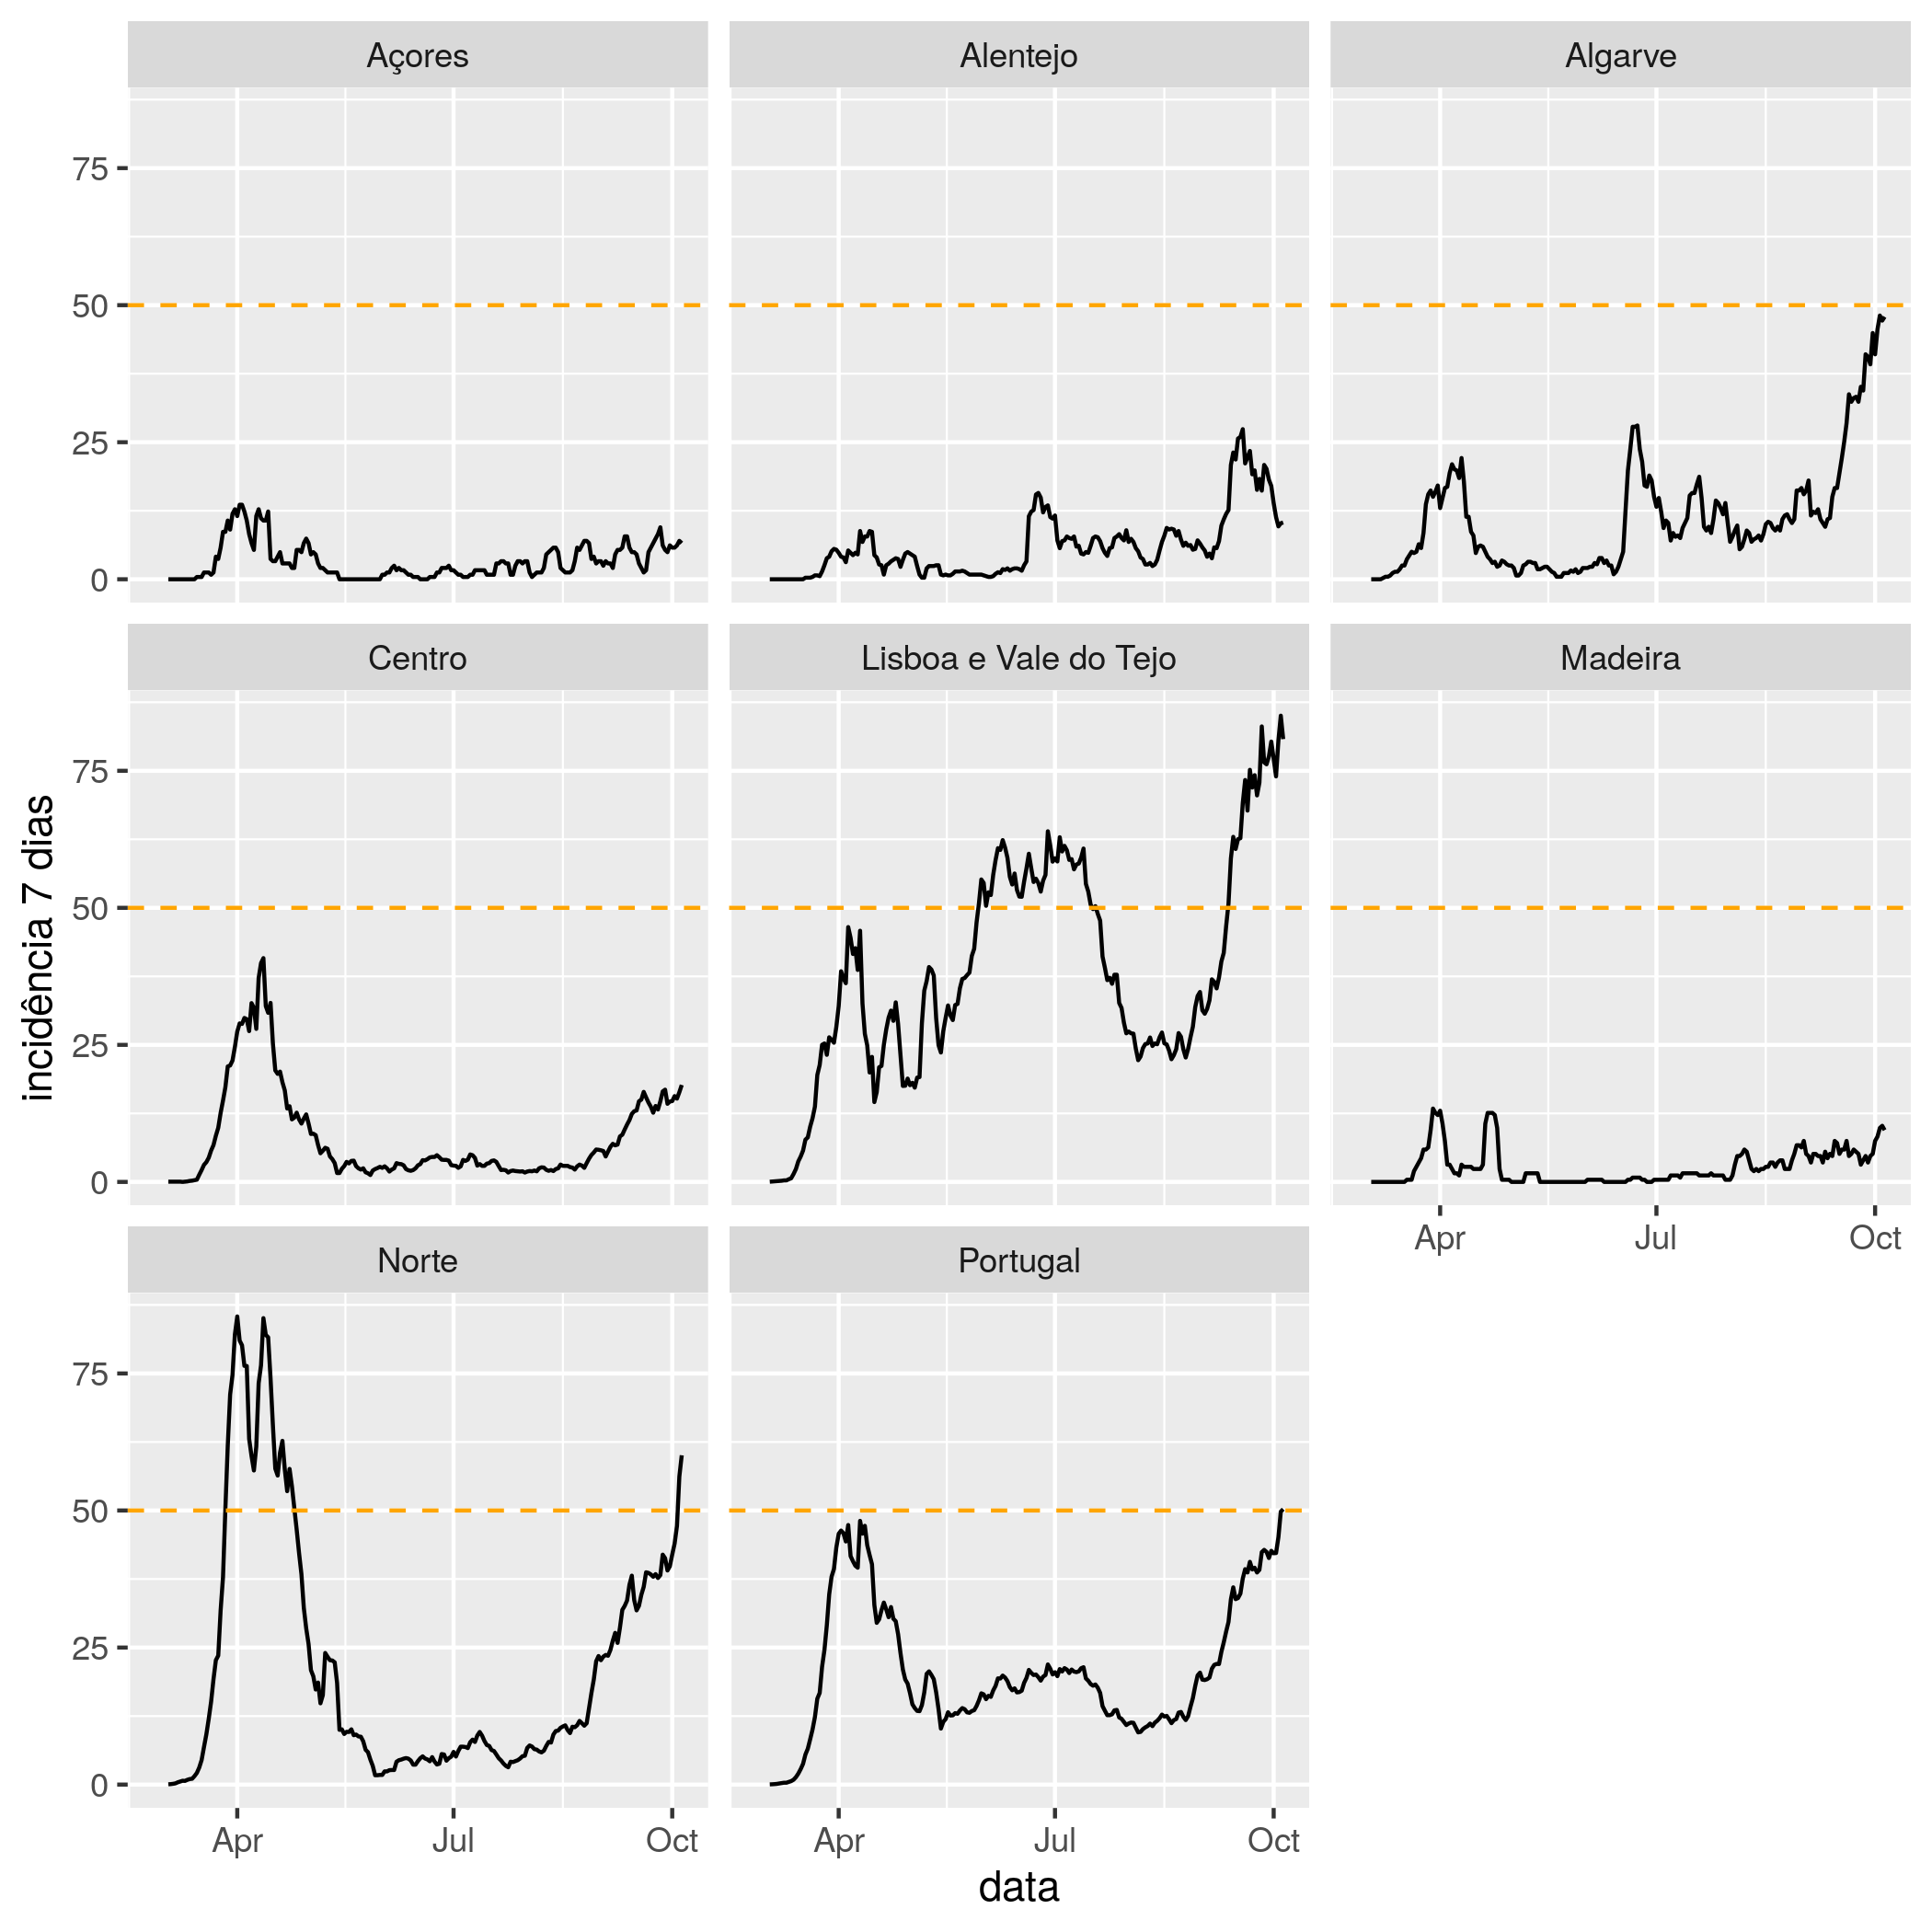 Açores
Alentejo
Algarve
75
50
25
0
Centro
Lisboa e Vale do Tejo
Madeira
incidência 7 dias
75
50
25
0
Apr
Jul
Oct
Norte
Portugal
75
50
25
0
Apr
Jul
Oct
Apr
Jul
Oct
data